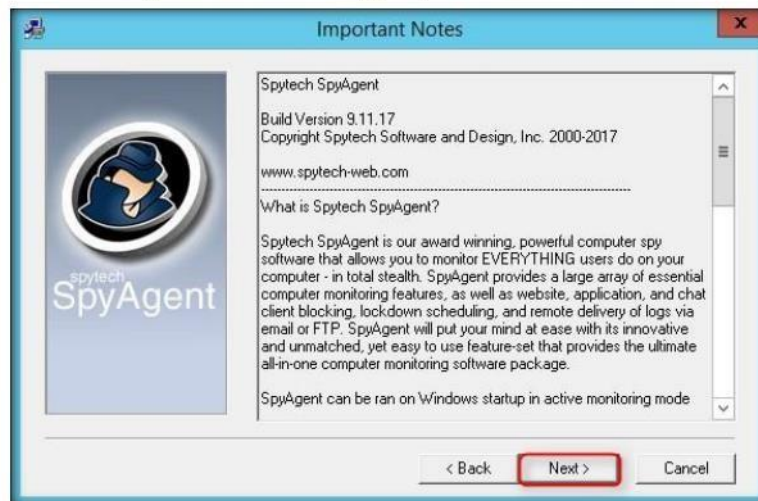 Important Notes
Spytech SpyAgent
Build Version 9.11.17
Copyright Spytech Software and Design, Inc. 2000-2017
www.spytech-web.com
--------------------------------------------------------------------------------
What is Spytech SpyAgent?
Spytech SpyAgent is our award winning, powerful computer spy
software that allows you to monitor EVERYTHING users do on your
computer - in total stealth. SpyAgent provides a large array of essential
computer monitoring features, as well as website, application, and chat
client blocking, lockdown scheduling, and remote delivery of logs via
email or FTP. SpyAgent will put your mind at ease with its innovative
and unmatched, yet easy to use feature-set that provides the ultimate
all-in-one computer monitoring software package.
SpyAgent can be ran on Windows startup in active monitoring mode
spytech
SpyAgent
< Back
Next >
Cancel